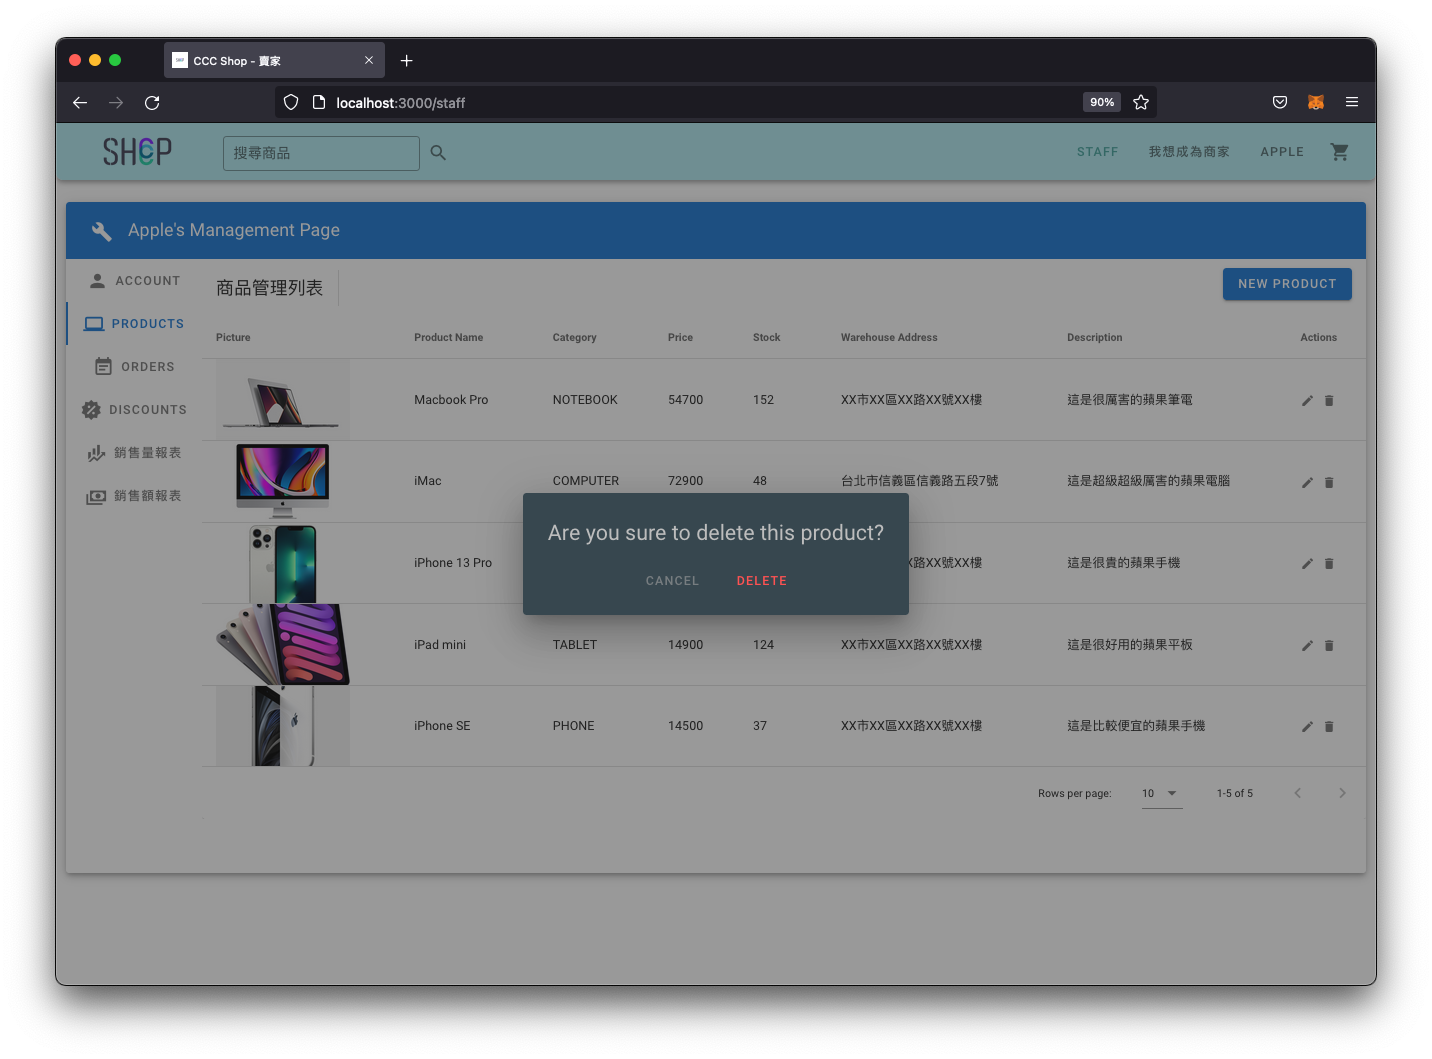 CCC Shop - 賣家
localhost:3000/staff
90%
SHCP
搜尋商品
STAFF
我想成為商家
APPLE
Apple's Management Page
ACCOUNT
PRODUCTS
ORDERS
DISCOUNTS
銷售量報表
銷售額報表
商品管理列表
NEW PRODUCT
Picture Product Name Category Price Stock Warehouse Address Description Actions
Macbook Pro NOTEBOOK 54700 152 XX市XX區XX路XX號XX樓 這是很厲害的蘋果筆電
iMac COMPUTER 72900 48 台北市信義區信義路五段7號 這是超級超級厲害的蘋果電腦
iPhone 13 Pro X路XX號XX樓 這是很貴的蘋果手機
iPad mini TABLET 14900 124 XX市XX區XX路XX號XX樓 這是很好用的蘋果平板
iPhone SE PHONE 14500 37 XX市XX區XX路XX號XX樓 這是比較便宜的蘋果手機
Are you sure to delete this product?
CANCEL DELETE
Rows per page: 10 1-5 of 5